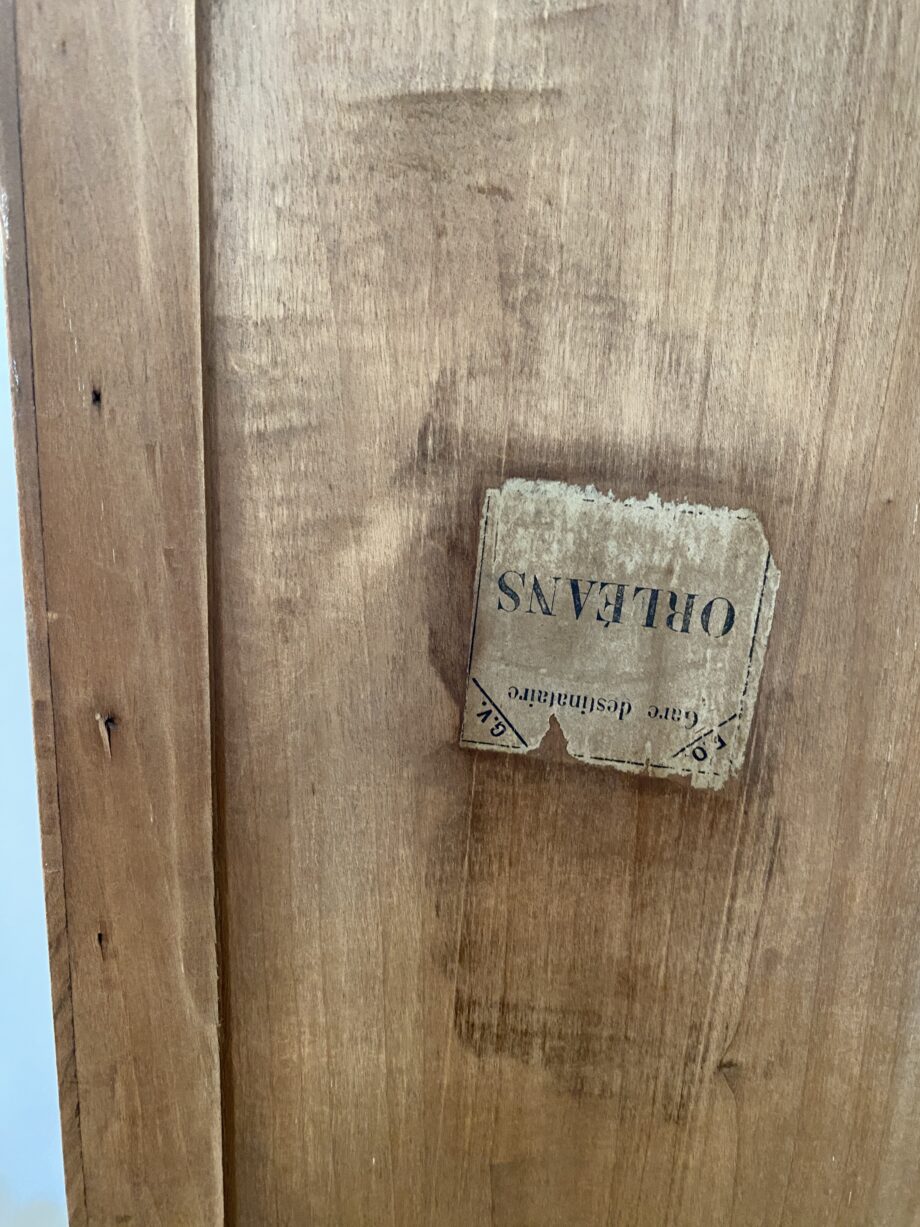 G.V.
Gare destinataire
ORLÉANS